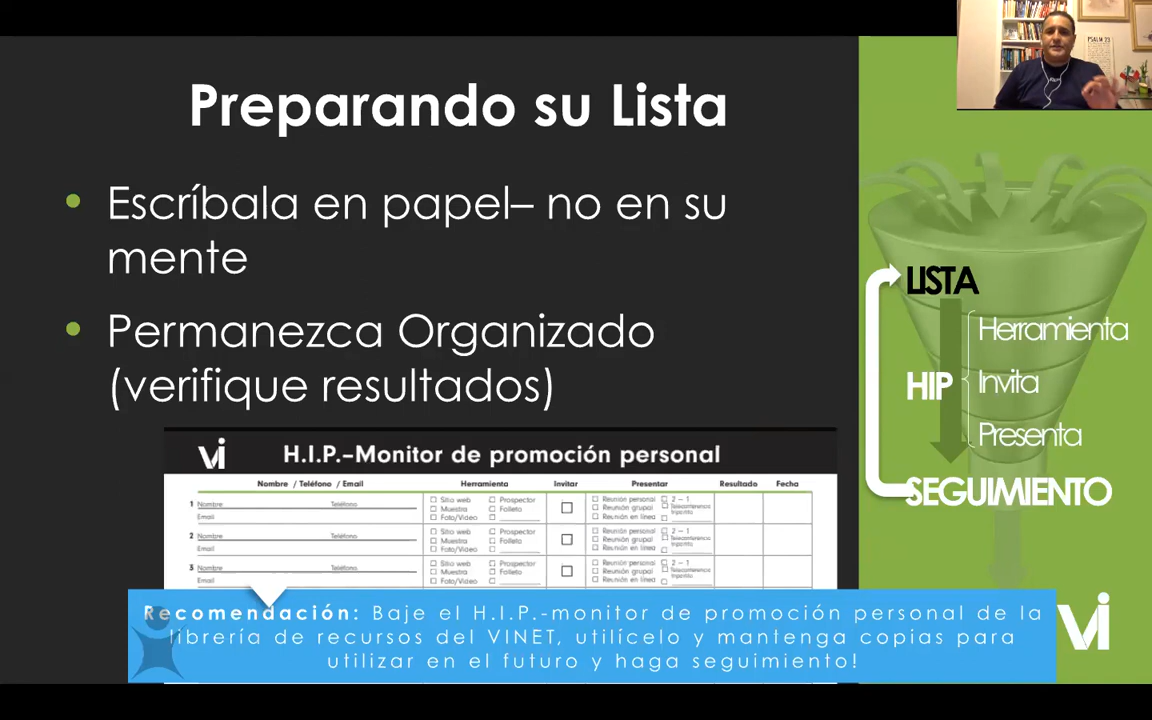 PSALM 23
Preparando su Lista
• Escríbala en papel– no en su
mente
• Permanezca Organizado
(verifique resultados)
LISTA
Herramienta
HIP
Invita
Presenta
SEGUIMIENTO
vi
H.I.P.–Monitor de promoción personal
Nombre / Teléfono / Email Herramienta Invitar Presentar Resultado Fecha
1 Nombre Teléfono Sitio web Prospector Reunión personal 2 – 1
Muestra Folleto Reunión grupal Teleconferencia
Email Foto/Video Reunión en línea tripartita
2 Nombre Teléfono Sitio web Prospector Reunión personal 2 – 1
Muestra Folleto Reunión grupal Teleconferencia
Email Foto/Video Reunión en línea tripartita
3 Nombre Teléfono Sitio web Prospector Reunión personal 2 – 1
Muestra Folleto Reunión grupal Teleconferencia
Email Foto/Video Reunión en línea tripartita
Recomendación: Baje el H.I.P.-monitor de promoción personal de la
librería de recursos del VINET, utilícelo y mantenga copias para
utilizar en el futuro y haga seguimiento!
vi